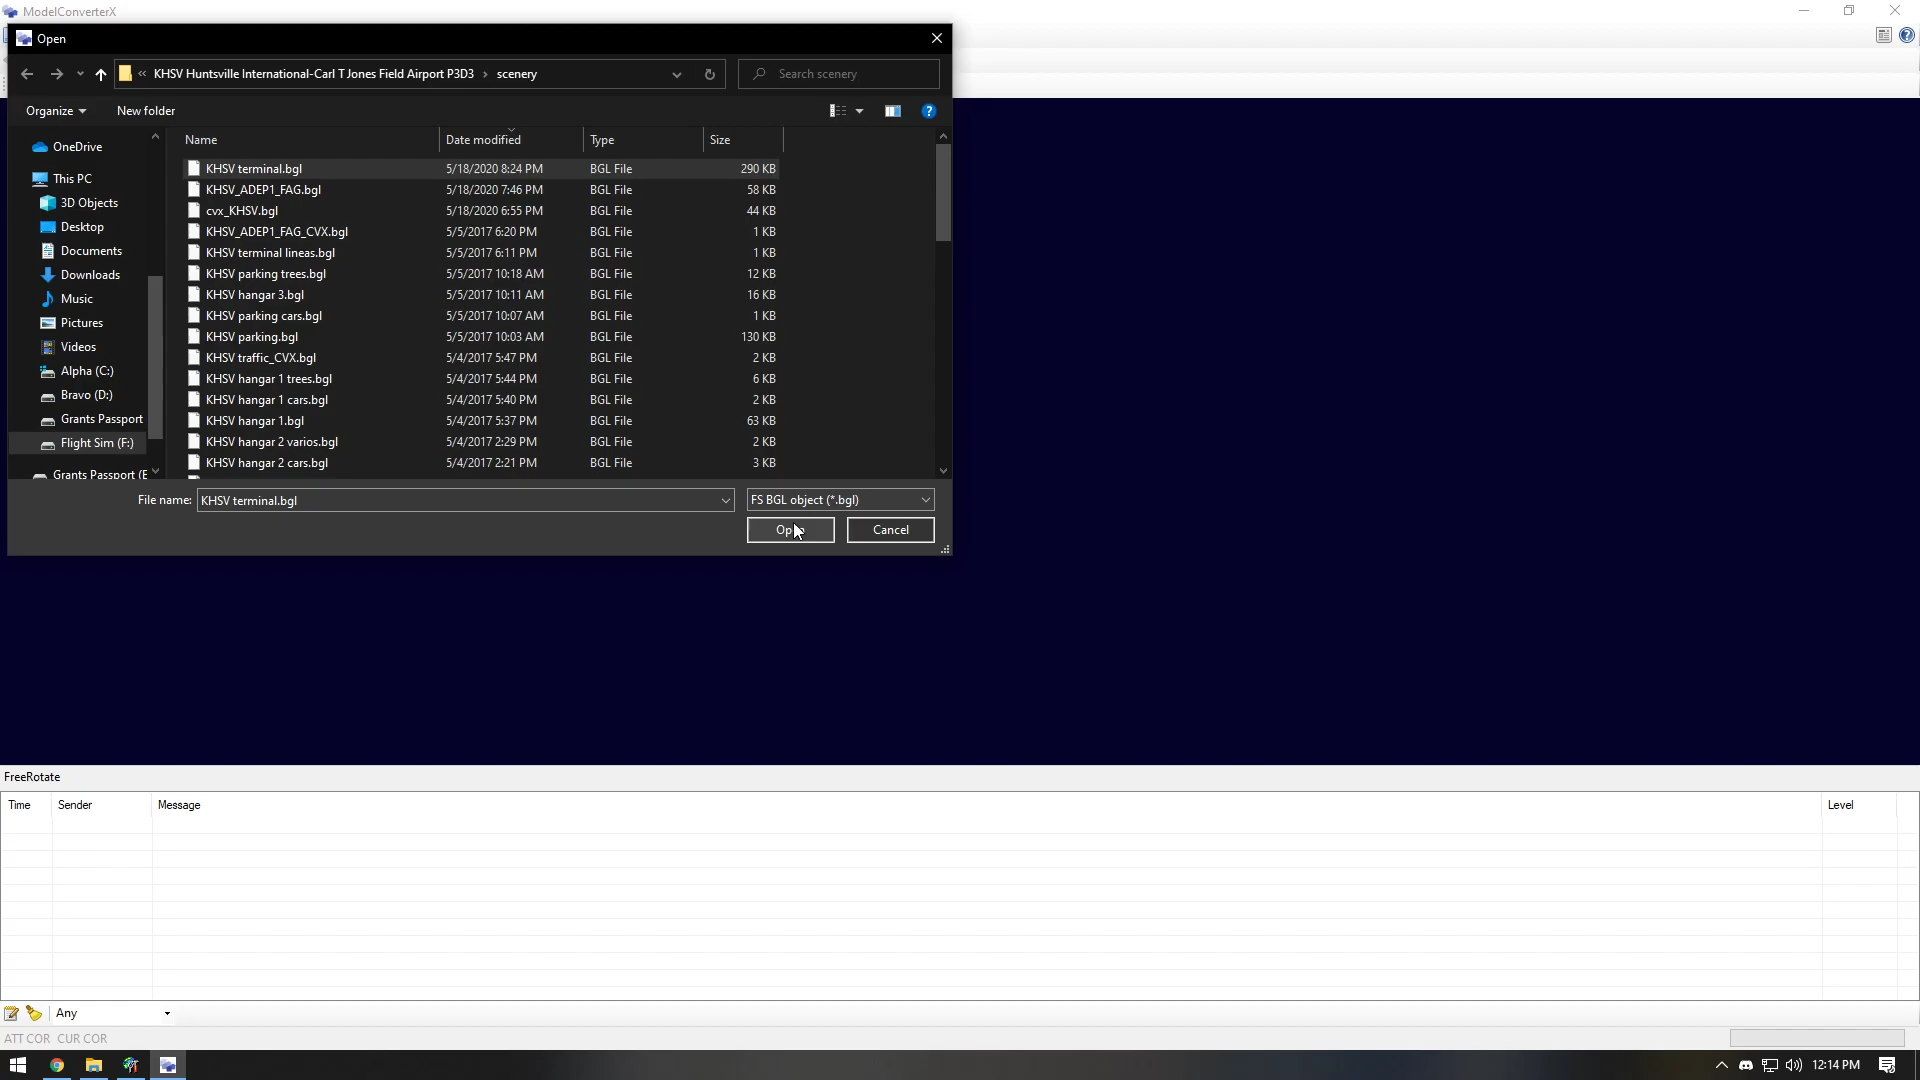 ModelConverterX
Open
« KHSV Huntsville International-Carl T Jones Field Airport P3D3 › scenery
Search scenery
Organize
New folder
Name Date modified Type Size
OneDrive
This PC
3D Objects
Desktop
Documents
Downloads
Music
Pictures
Videos
Alpha (C:)
Bravo (D:)
Grants Passport
Flight Sim (F:)
Grants Passport (E
KHSV terminal.bgl 5/18/2020 8:24 PM BGL File 290 KB
KHSV_ADEP1_FAG.bgl 5/18/2020 7:46 PM BGL File 58 KB
cvx_KHSV.bgl 5/18/2020 6:55 PM BGL File 44 KB
KHSV_ADEP1_FAG_CVX.bgl 5/5/2017 6:20 PM BGL File 1 KB
KHSV terminal lineas.bgl 5/5/2017 6:11 PM BGL File 1 KB
KHSV parking trees.bgl 5/5/2017 10:18 AM BGL File 12 KB
KHSV hangar 3.bgl 5/5/2017 10:11 AM BGL File 16 KB
KHSV parking cars.bgl 5/5/2017 10:07 AM BGL File 1 KB
KHSV parking.bgl 5/5/2017 10:03 AM BGL File 130 KB
KHSV traffic_CVX.bgl 5/4/2017 5:47 PM BGL File 2 KB
KHSV hangar 1 trees.bgl 5/4/2017 5:44 PM BGL File 6 KB
KHSV hangar 1 cars.bgl 5/4/2017 5:40 PM BGL File 2 KB
KHSV hangar 1.bgl 5/4/2017 5:37 PM BGL File 63 KB
KHSV hangar 2 varios.bgl 5/4/2017 2:29 PM BGL File 2 KB
KHSV hangar 2 cars.bgl 5/4/2017 2:21 PM BGL File 3 KB
File name: KHSV terminal.bgl
FS BGL object (*.bgl)
Open
Cancel
FreeRotate
Time Sender Message Level
Any
ATT COR CUR COR
12:14 PM